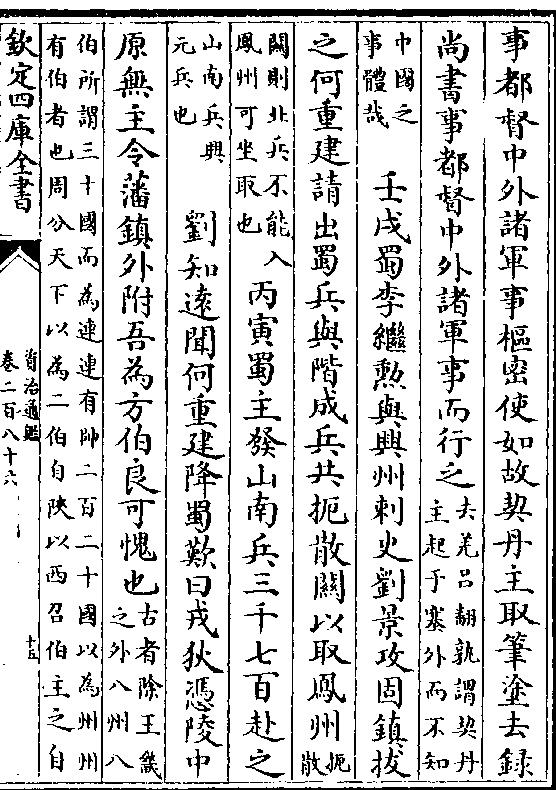 事都督中外諸軍事樞密使如故契丹主取筆塗去録
尚書事都督中外諸軍事而行之去羌呂翻孰謂契丹主起于塞外而不知
中國之事體哉 壬戌蜀李繼勲與興州刺史劉景攻固鎮拔
之何重建請出蜀兵與階成兵共扼散關以取鳳州扼散
關則北兵不能入鳳州可坐取也 丙寅蜀主發山南兵三千七百赴之
山南兵興元兵也 劉知遠聞何重建降蜀歎曰戎狄憑陵中
原無主令藩鎮外附吾為方伯良可愧也古者除王畿之外八州八
伯所謂三十國而為連連有帥二百二十國以為州州有伯者也周分天下以為二伯自陜以西召伯主之自
欽定四庫全書
資治通鑑
卷二百八十六
十五